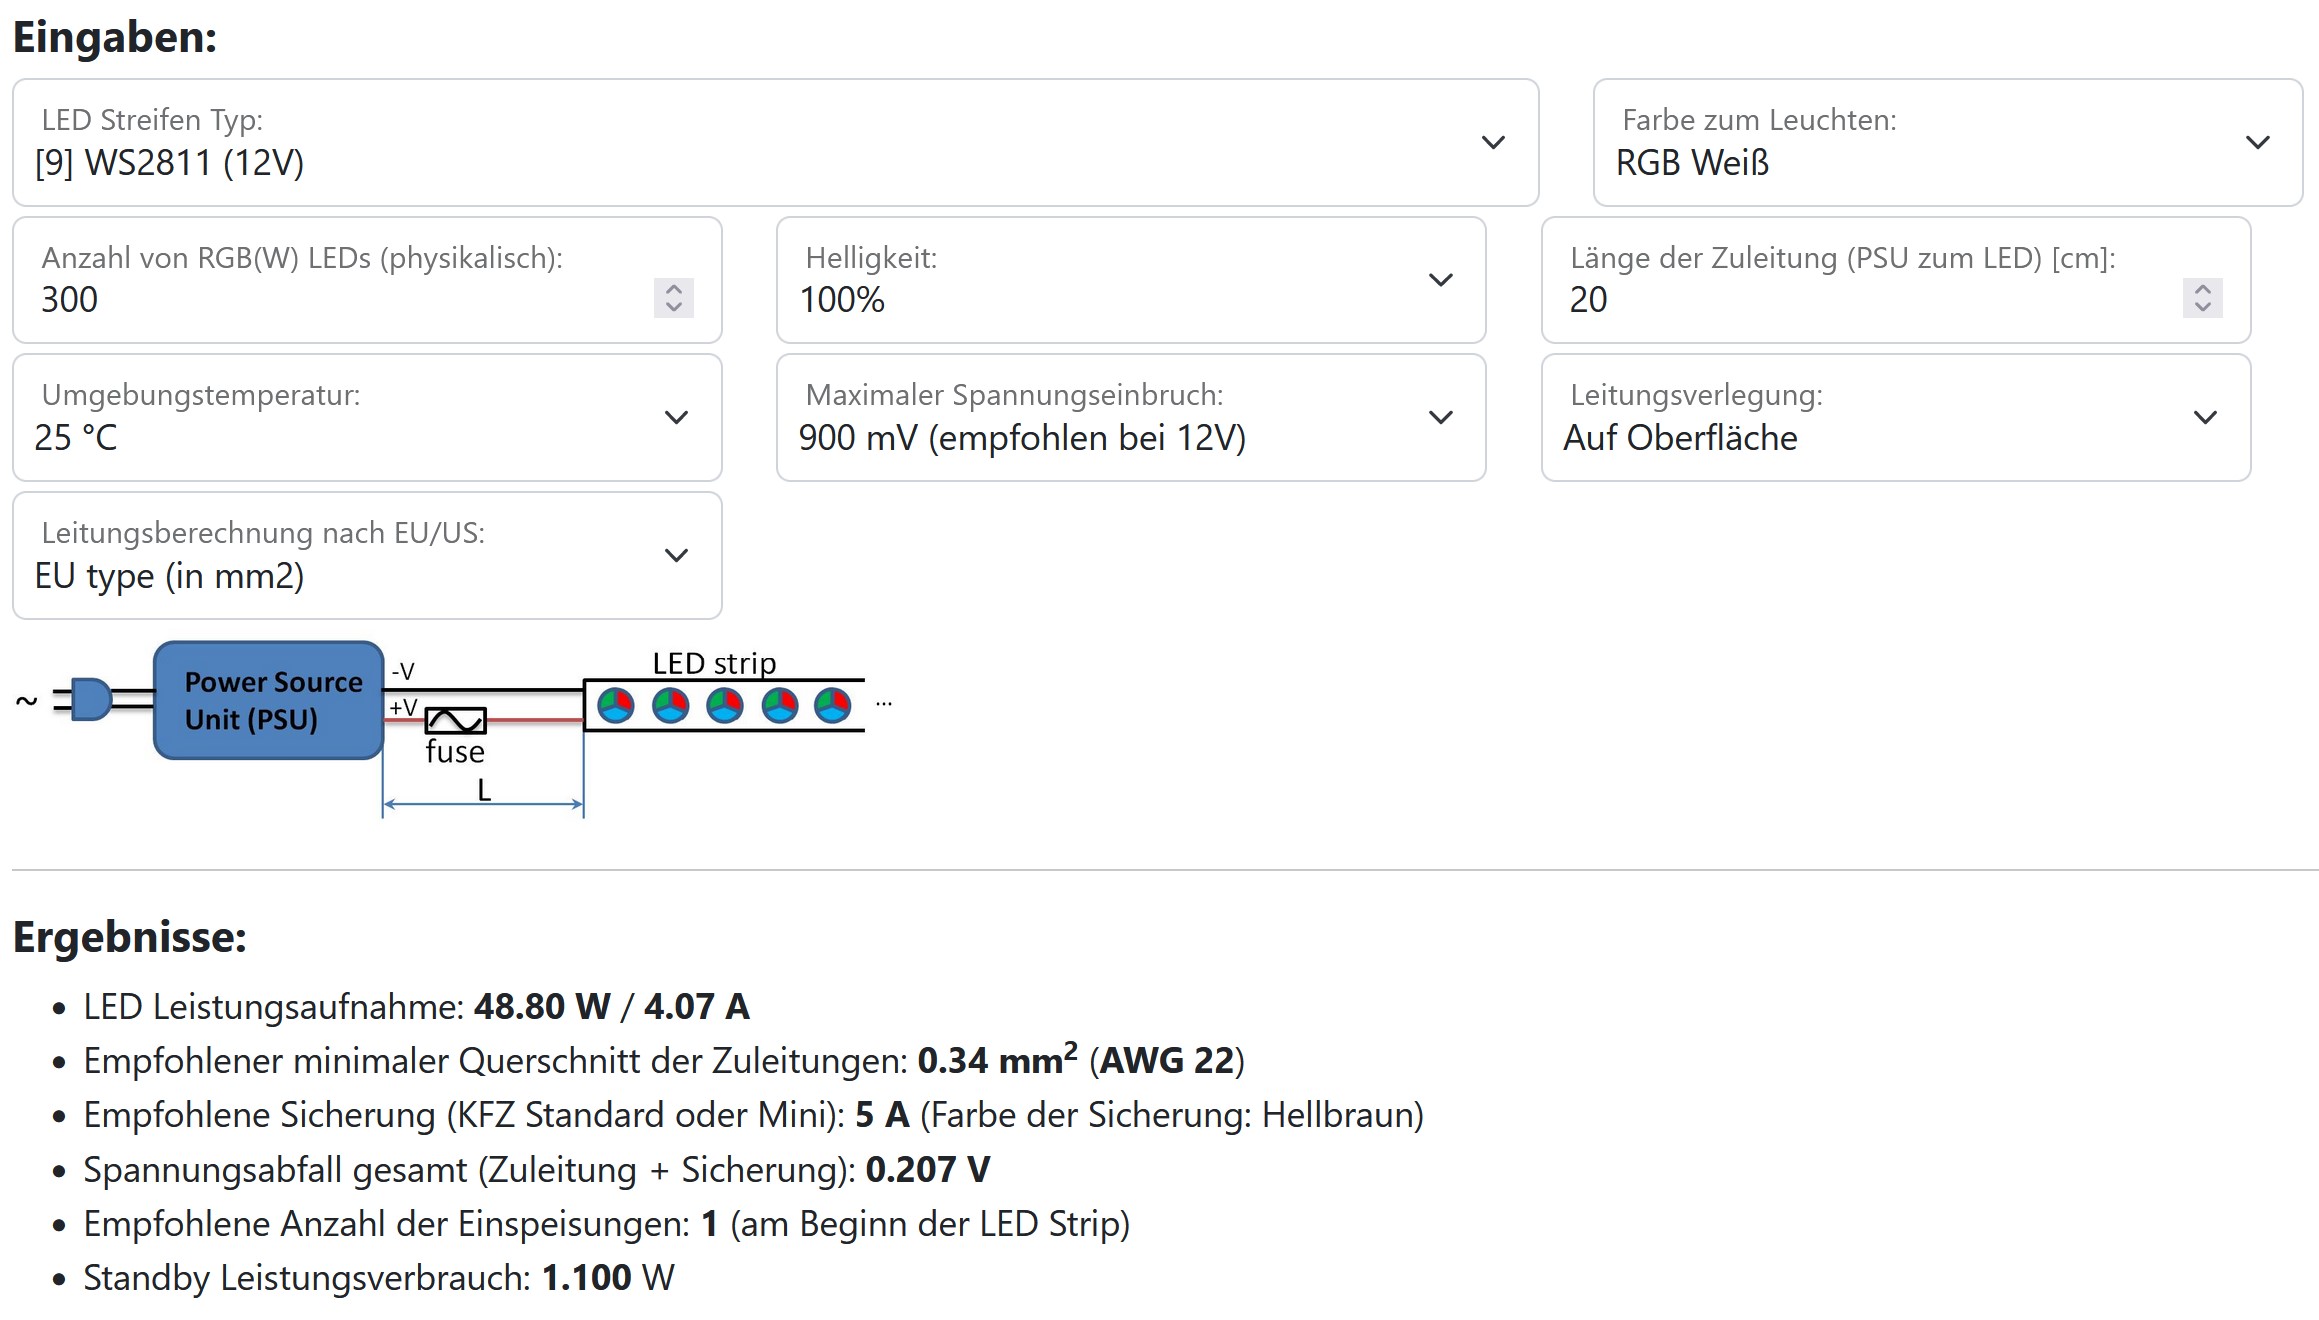 Eingaben:
LED Streifen Typ:
[9] WS2811 (12V)
Farbe zum Leuchten:
RGB Weiß
Anzahl von RGB(W) LEDs (physikalisch):
300
Helligkeit:
100%
Länge der Zuleitung (PSU zum LED) [cm]:
20
Umgebungstemperatur:
25 °C
Maximaler Spannungseinbruch:
900 mV (empfohlen bei 12V)
Leitungsverlegung:
Auf Oberfläche
Leitungsberechnung nach EU/US:
EU type (in mm2)
~
Power Source
Unit (PSU)
-V
+V
fuse
L
LED strip
...
Ergebnisse:
• LED Leistungsaufnahme: 48.80 W / 4.07 A
• Empfohlener minimaler Querschnitt der Zuleitungen: 0.34 mm² (AWG 22)
• Empfohlene Sicherung (KFZ Standard oder Mini): 5 A (Farbe der Sicherung: Hellbraun)
• Spannungsabfall gesamt (Zuleitung + Sicherung): 0.207 V
• Empfohlene Anzahl der Einspeisungen: 1 (am Beginn der LED Strip)
• Standby Leistungsverbrauch: 1.100 W